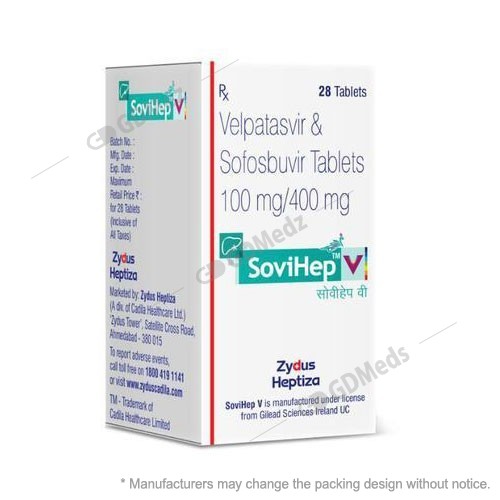 SoviHep V
Batch No. :
Mfg. Date :
Exp. Date :
Maximum
Retail Price ₹ :
for 28 Tablets
(Inclusive of
All Taxes)
Zydus
Heptiza
Marketed by: Zydus Heptiza
(A div. of Cadila Healthcare Ltd.)
'Zydus Tower', Satellite Cross Road,
Ahmedabad - 380 015
To report adverse events,
call toll free on 1800 419 1141
or visit www.zyduscadila.com
TM - Trademark of
Cadila Healthcare Limited
Rx
28 Tablets
Velpatasvir &
Sofosbuvir Tablets
100 mg/400 mg
SoviHep™ V
सोवीहेप वी
Zydus
Heptiza
SoviHep V is manufactured under license
from Gilead Sciences Ireland UC
GDMedz
GDMedz
GDMeds
* Manufacturers may change the packing design without notice.